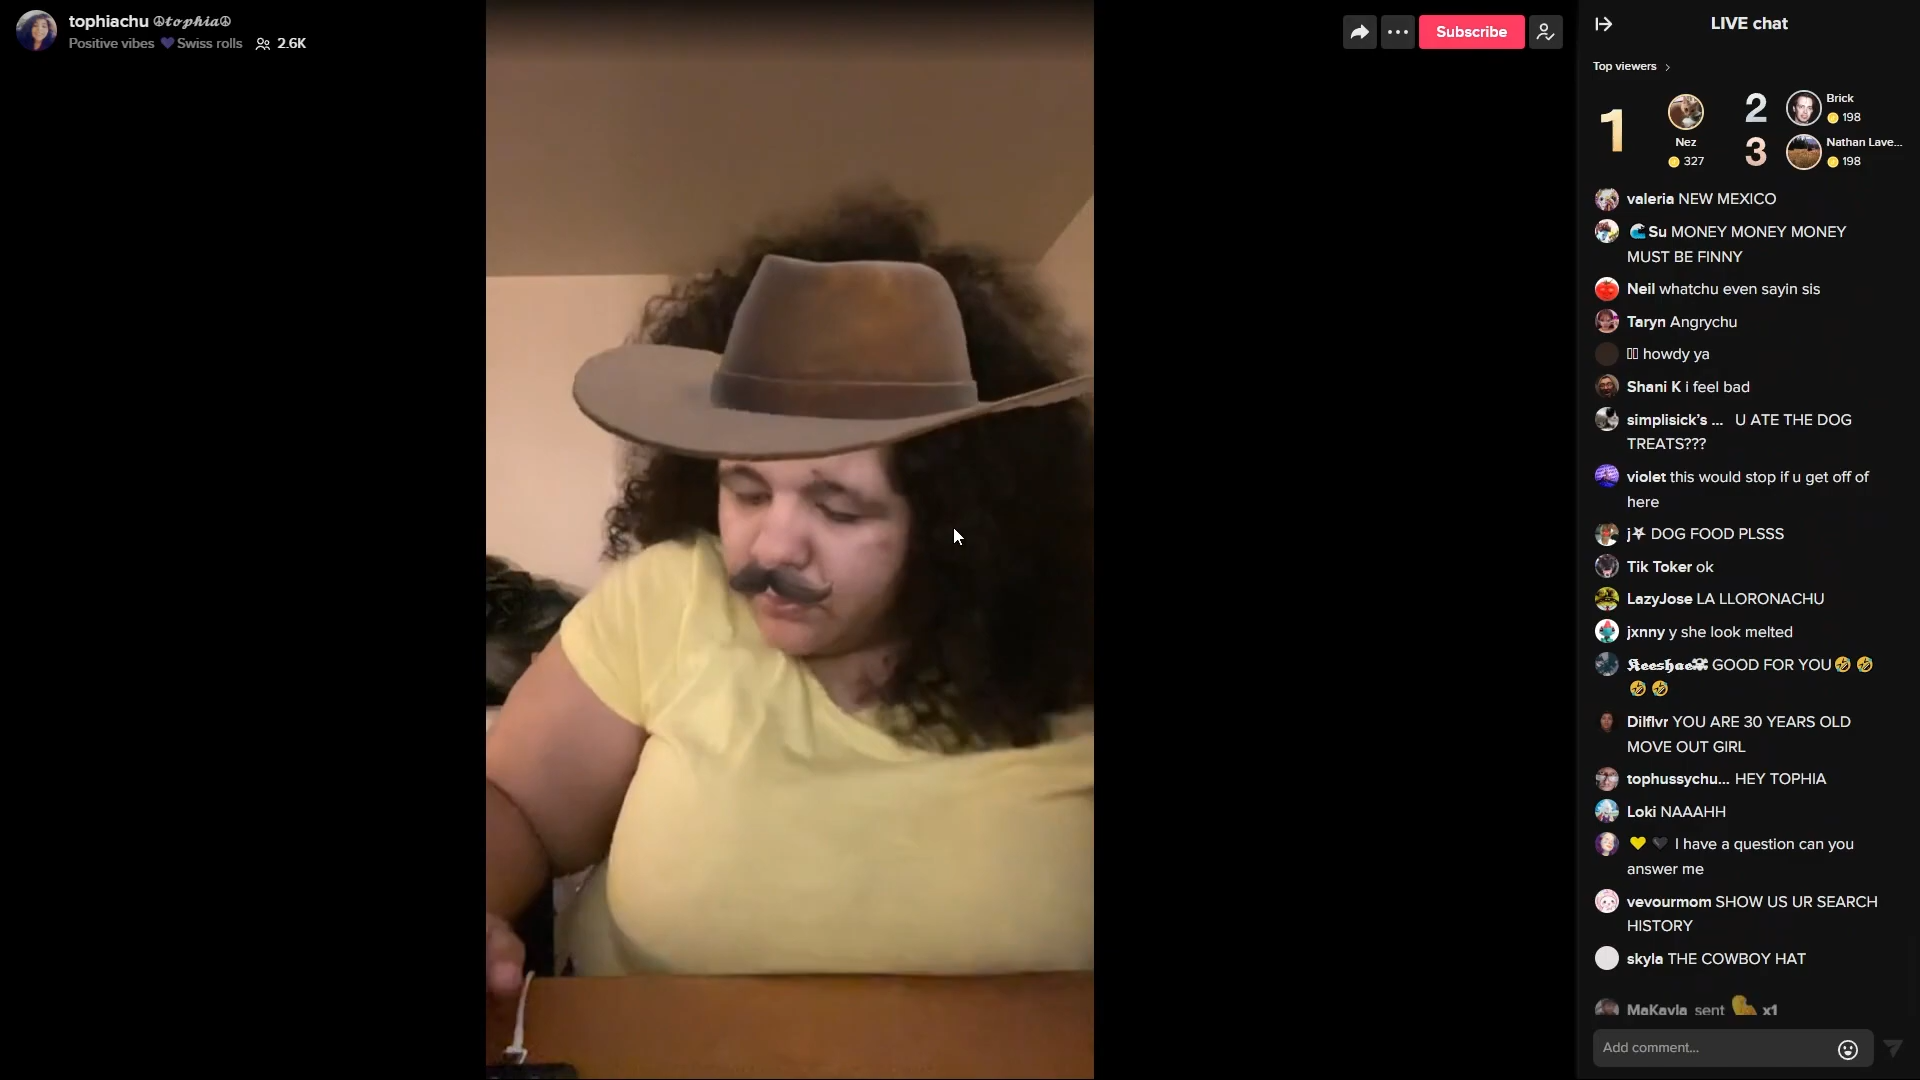 tophiachu ☮𝓽𝓸𝓹𝓱𝓲𝓪☮
Positive vibes 💜Swiss rolls 2.6K
Subscribe
LIVE chat
Top viewers
1
Nez
327
2
Brick
198
3
Nathan Lave...
198
valeria NEW MEXICO
🌊Su MONEY MONEY MONEY
MUST BE FINNY
Neil whatchu even sayin sis
Taryn Angrychu
howdy ya
Shani K i feel bad
simplisick's ... U ATE THE DOG
TREATS???
violet this would stop if u get off of
here
j⛧ DOG FOOD PLSSS
Tik Toker ok
LazyJose LA LLORONACHU
jxnny y she look melted
GOOD FOR YOU🤣🤣
🤣🤣
Dilflvr YOU ARE 30 YEARS OLD
MOVE OUT GIRL
tophussychu... HEY TOPHIA
Loki NAAAHH
💛🖤 I have a question can you
answer me
vevourmom SHOW US UR SEARCH
HISTORY
skyla THE COWBOY HAT
MaKayla sent x1
Add comment...